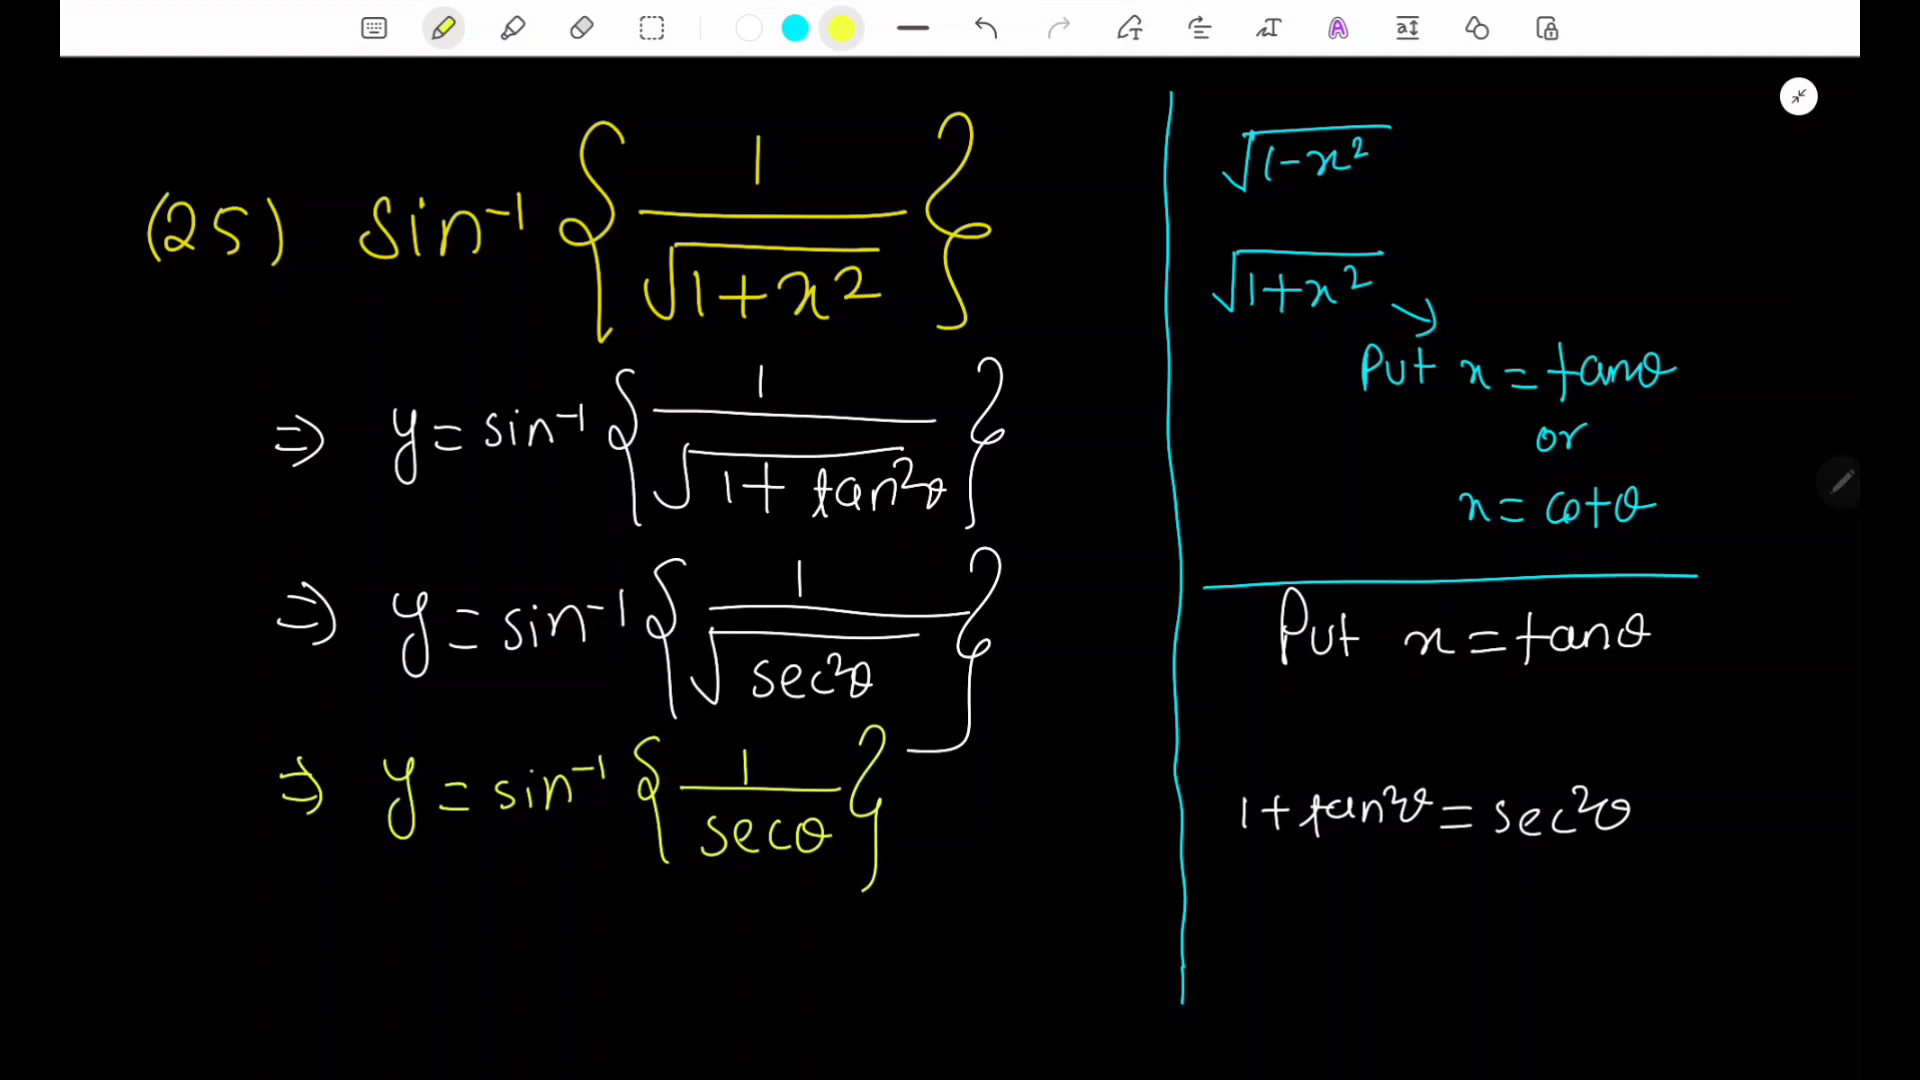 (25) sin⁻¹{1/√(1+x²)}
⇒ y = sin⁻¹{1/√(1+tan²θ)}
⇒ y = sin⁻¹{1/√(sec²θ)}
⇒ y = sin⁻¹{1/secθ}
√(1-x²)
√(1+x²)
Put x = tanθ
or
x = cotθ
Put x = tanθ
1+tan²θ = sec²θ